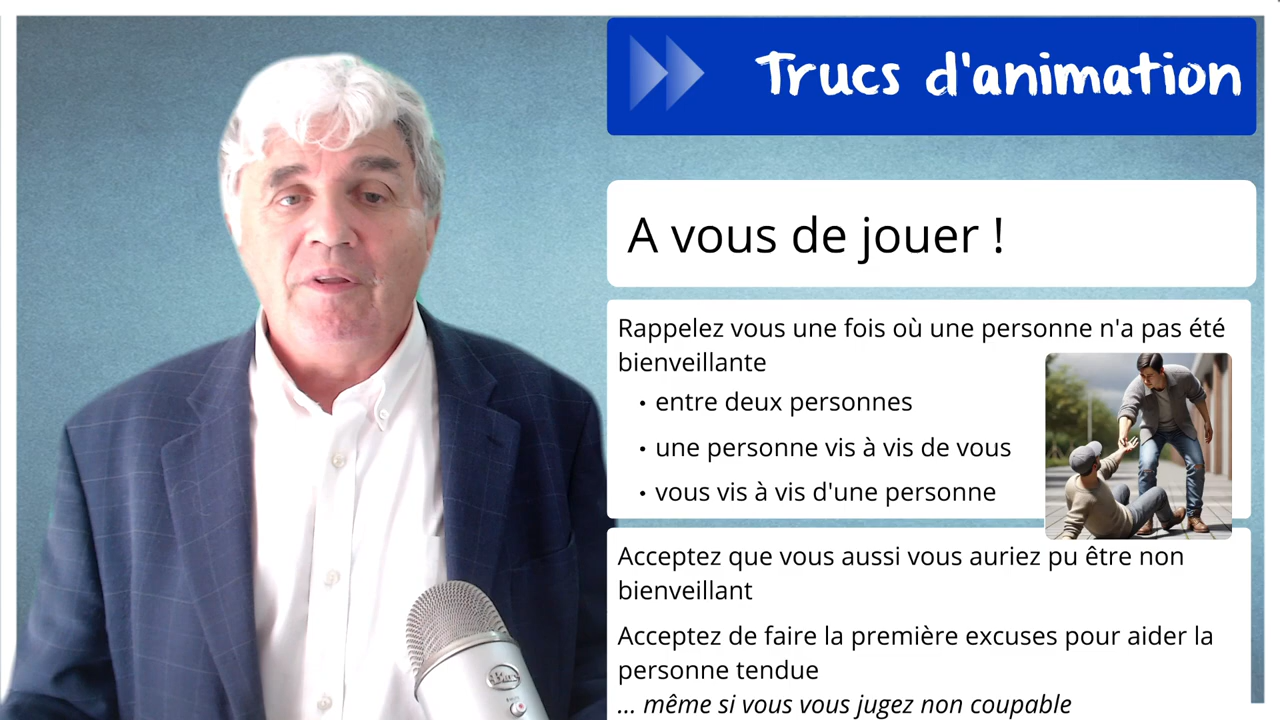 Trucs d'animation
A vous de jouer !
Rappelez vous une fois où une personne n'a pas été
bienveillante
• entre deux personnes
• une personne vis à vis de vous
• vous vis à vis d'une personne
Acceptez que vous aussi vous auriez pu être non
bienveillant
Acceptez de faire la première excuses pour aider la
personne tendue
... même si vous vous jugez non coupable